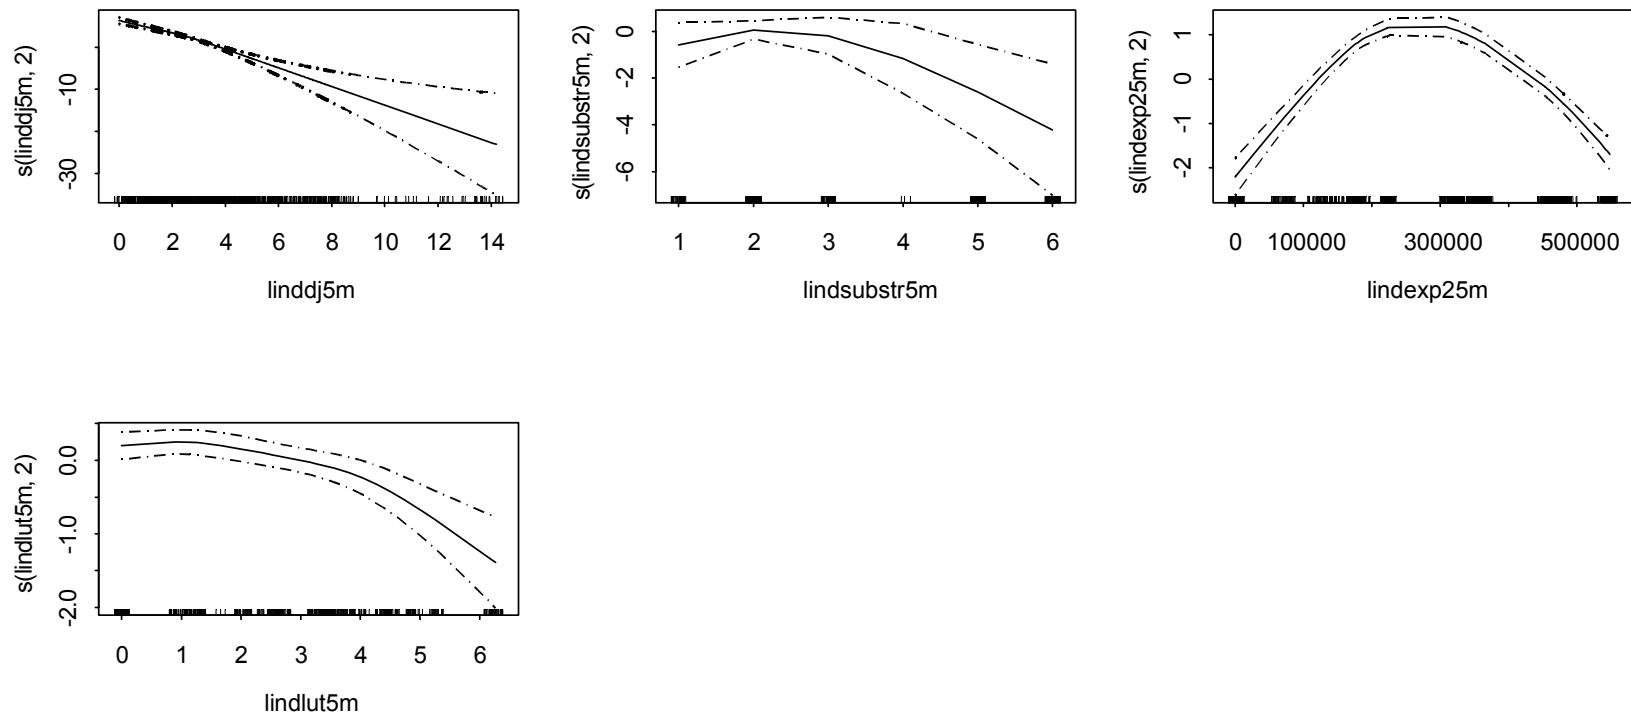 s(linddj5m, 2)
-10
-30
0 2 4 6 8 10 12 14
linddj5m
s(lindsubstr5m, 2)
0
-2
-4
-6
1 2 3 4 5 6
lindsubstr5m
s(lindexp25m, 2)
1
0
-1
-2
0 100000 300000 500000
lindexp25m
s(lindlut5m, 2)
0.0
-1.0
-2.0
0 1 2 3 4 5 6
lindlut5m